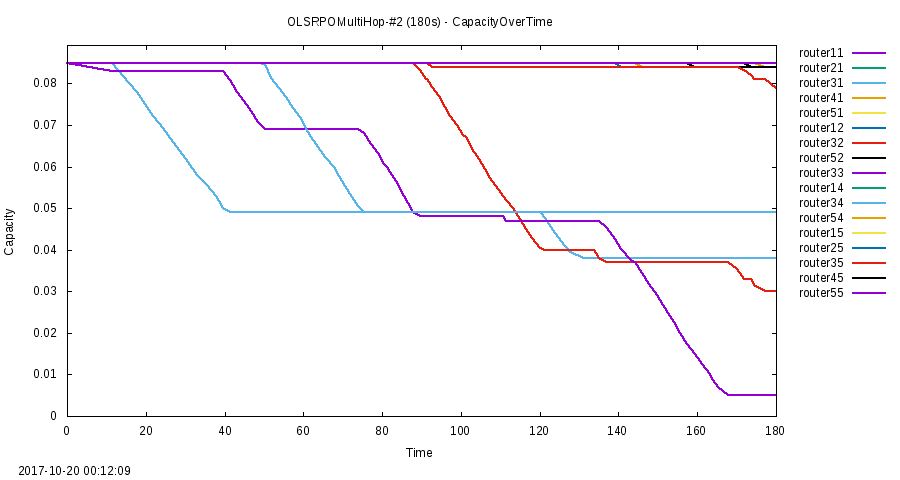 OLSRPOMultiHop-#2 (180s) - CapacityOverTime
router11
router21
router31
router41
router51
router12
router32
router52
router33
router14
router34
router54
router15
router25
router35
router45
router55
0.08
0.07
0.06
0.05
0.04
0.03
0.02
0.01
0
Capacity
0 20 40 60 80 100 120 140 160 180
Time
2017-10-20 00:12:09